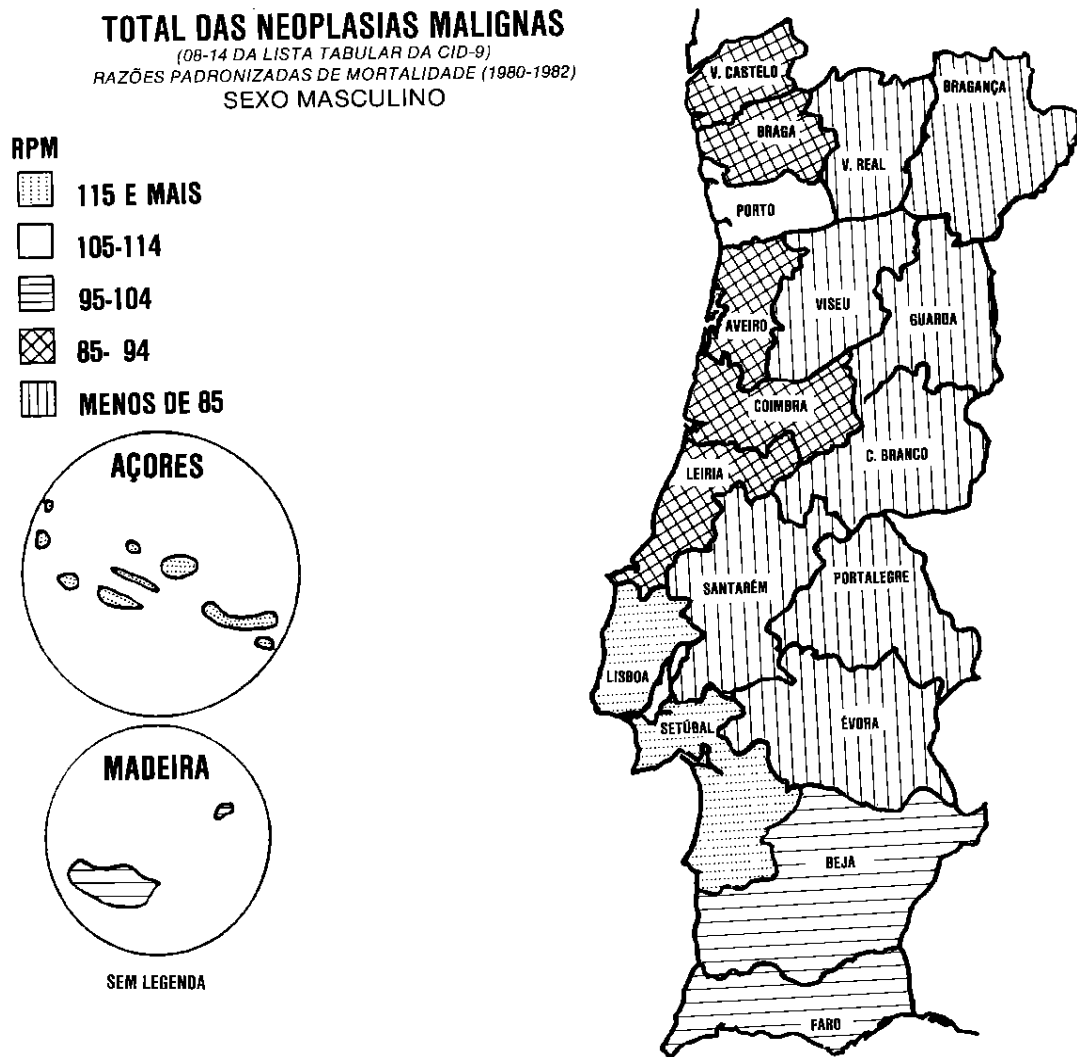 TOTAL DAS NEOPLASIAS MALIGNAS
(08-14 DA LISTA TABULAR DA CID-9)
RAZÕES PADRONIZADAS DE MORTALIDADE (1980-1982)
SEXO MASCULINO
RPM
115 E MAIS
105-114
95-104
85- 94
MENOS DE 85
AÇORES
MADEIRA
SEM LEGENDA
V. CASTELO
BRAGANÇA
BRAGA
V. REAL
PORTO
VISEU
GUARDA
AVEIRO
COIMBRA
C. BRANCO
LEIRIA
PORTALEGRE
SANTARÉM
LISBOA
SETÚBAL
ÉVORA
BEJA
FARO